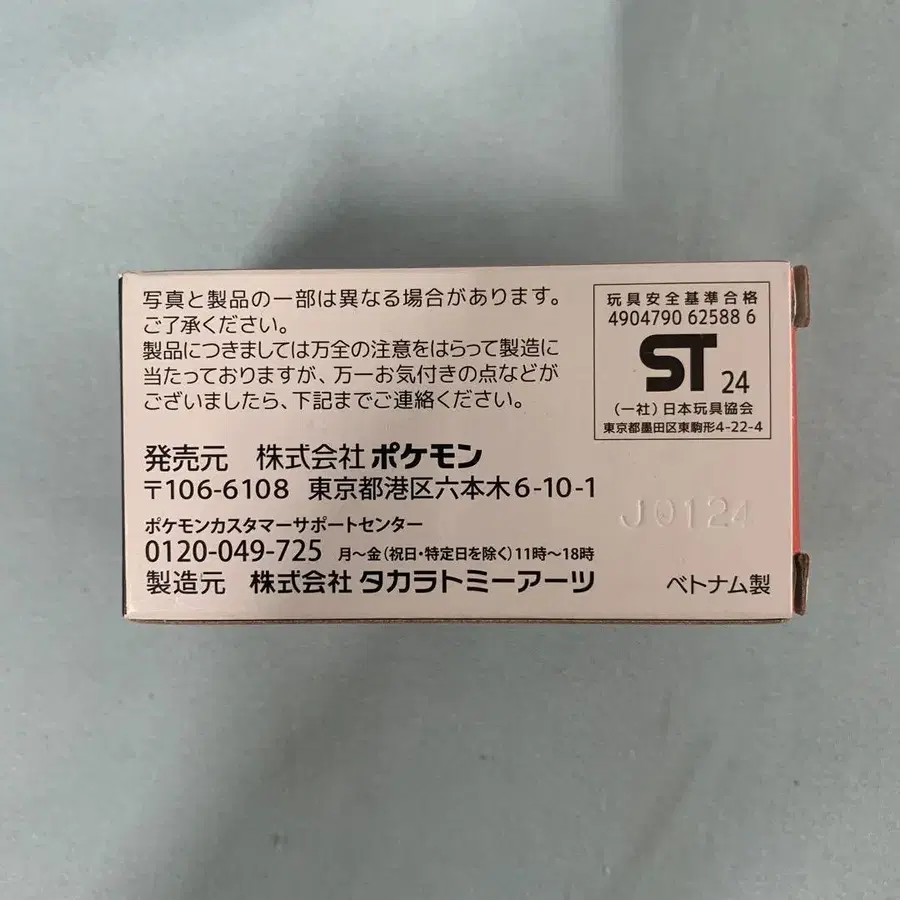 写真と製品の一部は異なる場合があります。
ご了承ください。
製品につきましては万全の注意をはらって製造に
当たっておりますが、万一お気付きの点などが
ございましたら、下記までご連絡ください。
発売元 株式会社 ポケモン
〒106-6108 東京都港区六本木6-10-1
ポケモンカスタマーサポートセンター
0120-049-725 月～金(祝日・特定日を除く)11時～18時
製造元 株式会社 タカラトミーアーツ
玩具安全基準合格
4904790 62588 6
ST 24
(一社)日本玩具協会
東京都墨田区東駒形4-22-4
J0124
ベトナム製